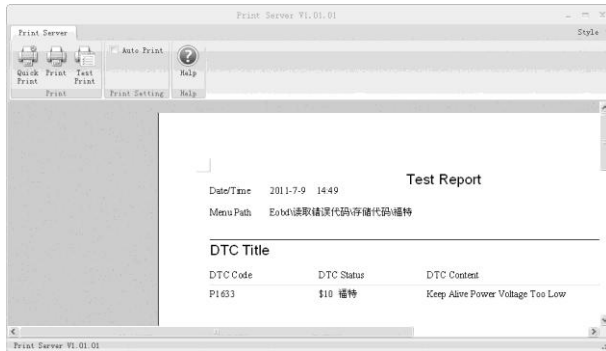 Print Server V1.01.01
Print Server
Style
Auto Print
Quick Print
Print
Test Print
Help
Print
Print Setting
Help
Test Report
Date/Time 2011-7-9 14:49
Menu Path Eobd\读取错误代码\存储代码\福特
DTC Title
DTC Code DTC Status DTC Content
P1633 $10 福特 Keep Alive Power Voltage Too Low
Print Server V1.01.01